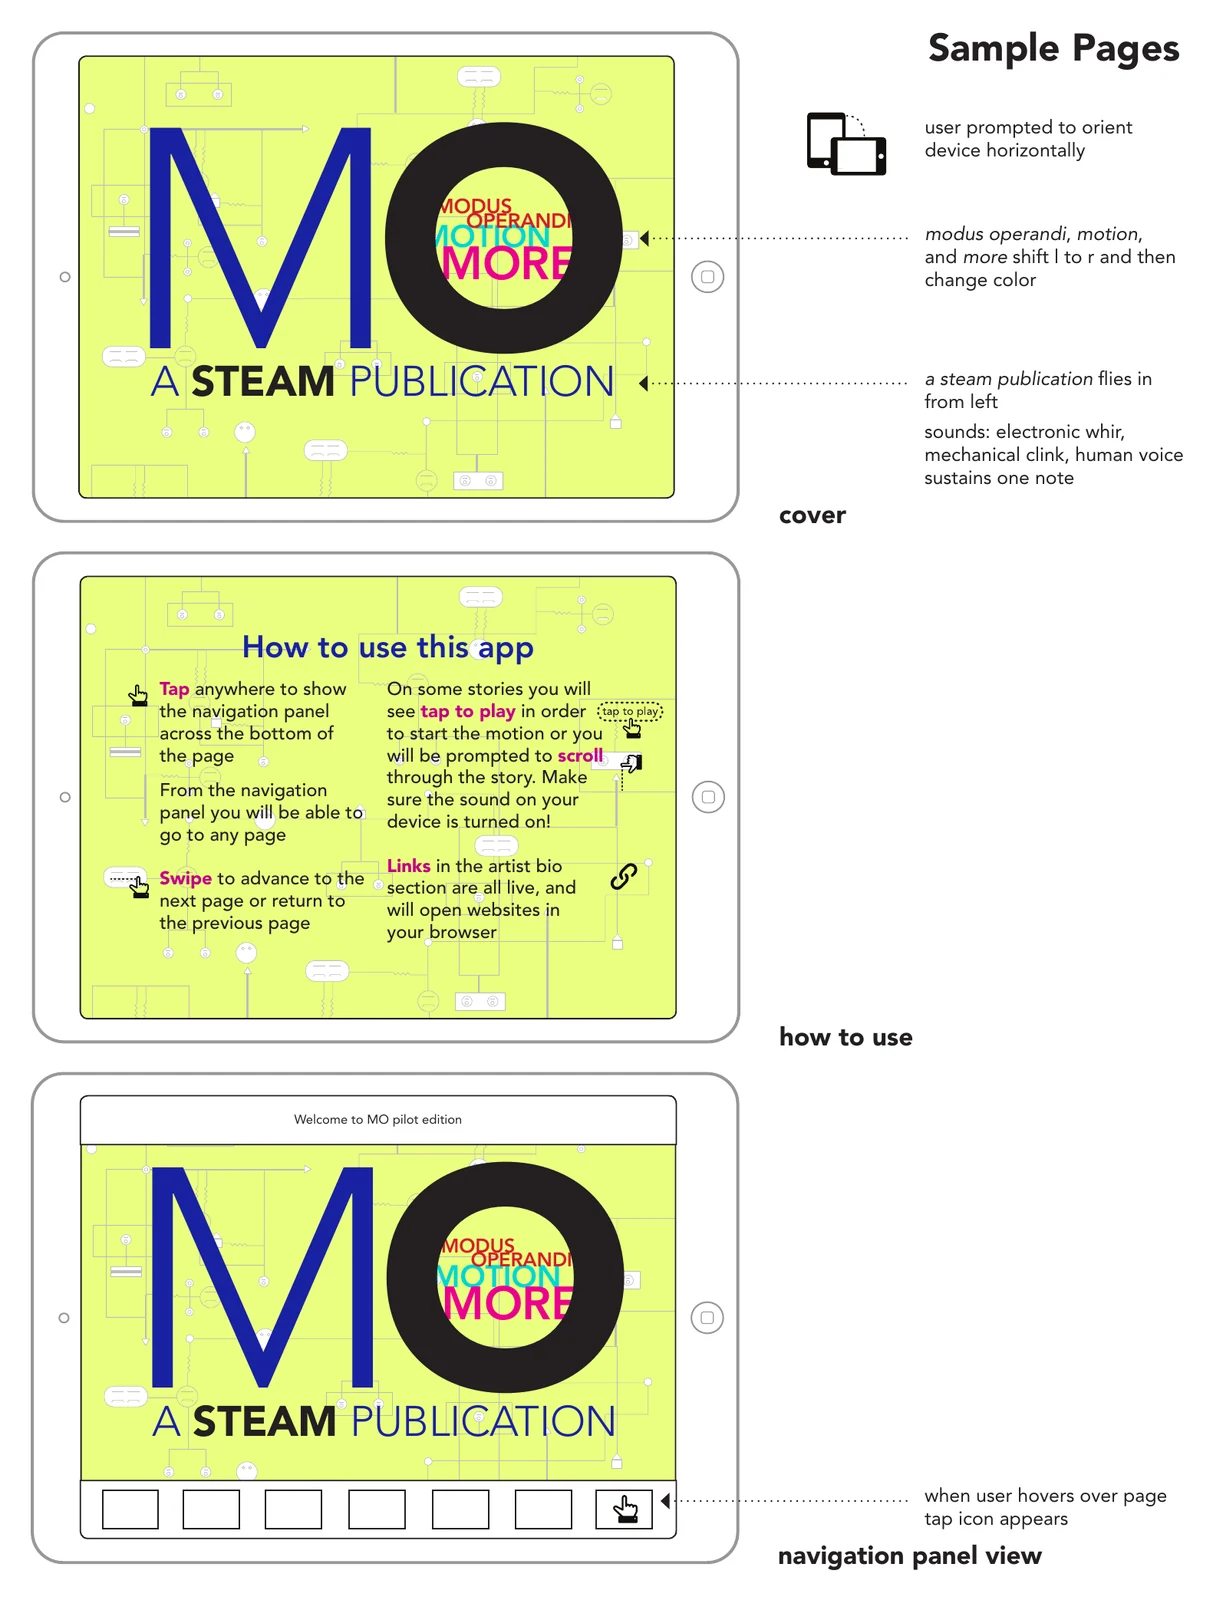 Sample Pages
user prompted to orient
device horizontally
MO
MODUS
OPERANDI
MOTION
MORE
modus operandi, motion,
and more shift l to r and then
change color
A STEAM PUBLICATION
a steam publication flies in
from left
sounds: electronic whir,
mechanical clink, human voice
sustains one note
cover
How to use this app
Tap anywhere to show
the navigation panel
across the bottom of
the page
From the navigation
panel you will be able to
go to any page
Swipe to advance to the
next page or return to
the previous page
On some stories you will
see tap to play in order
to start the motion or you
will be prompted to scroll
through the story. Make
sure the sound on your
device is turned on!
tap to play
Links in the artist bio
section are all live, and
will open websites in
your browser
how to use
Welcome to MO pilot edition
MO
MODUS
OPERANDI
MOTION
MORE
A STEAM PUBLICATION
when user hovers over page
tap icon appears
navigation panel view